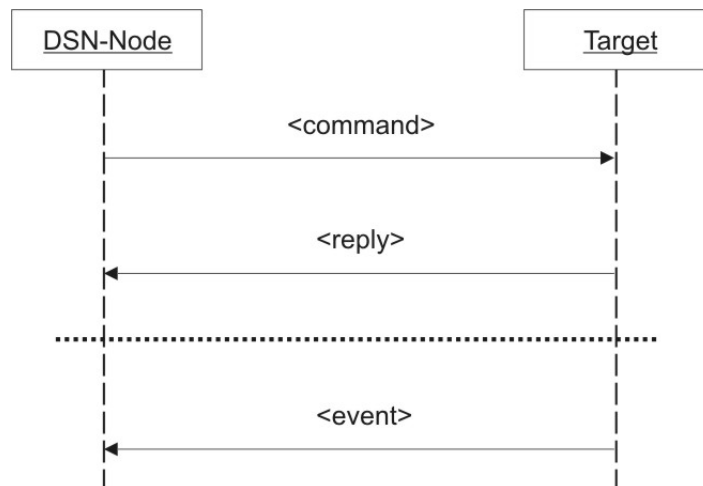 DSN-Node
Target
<command>
<reply>
<event>